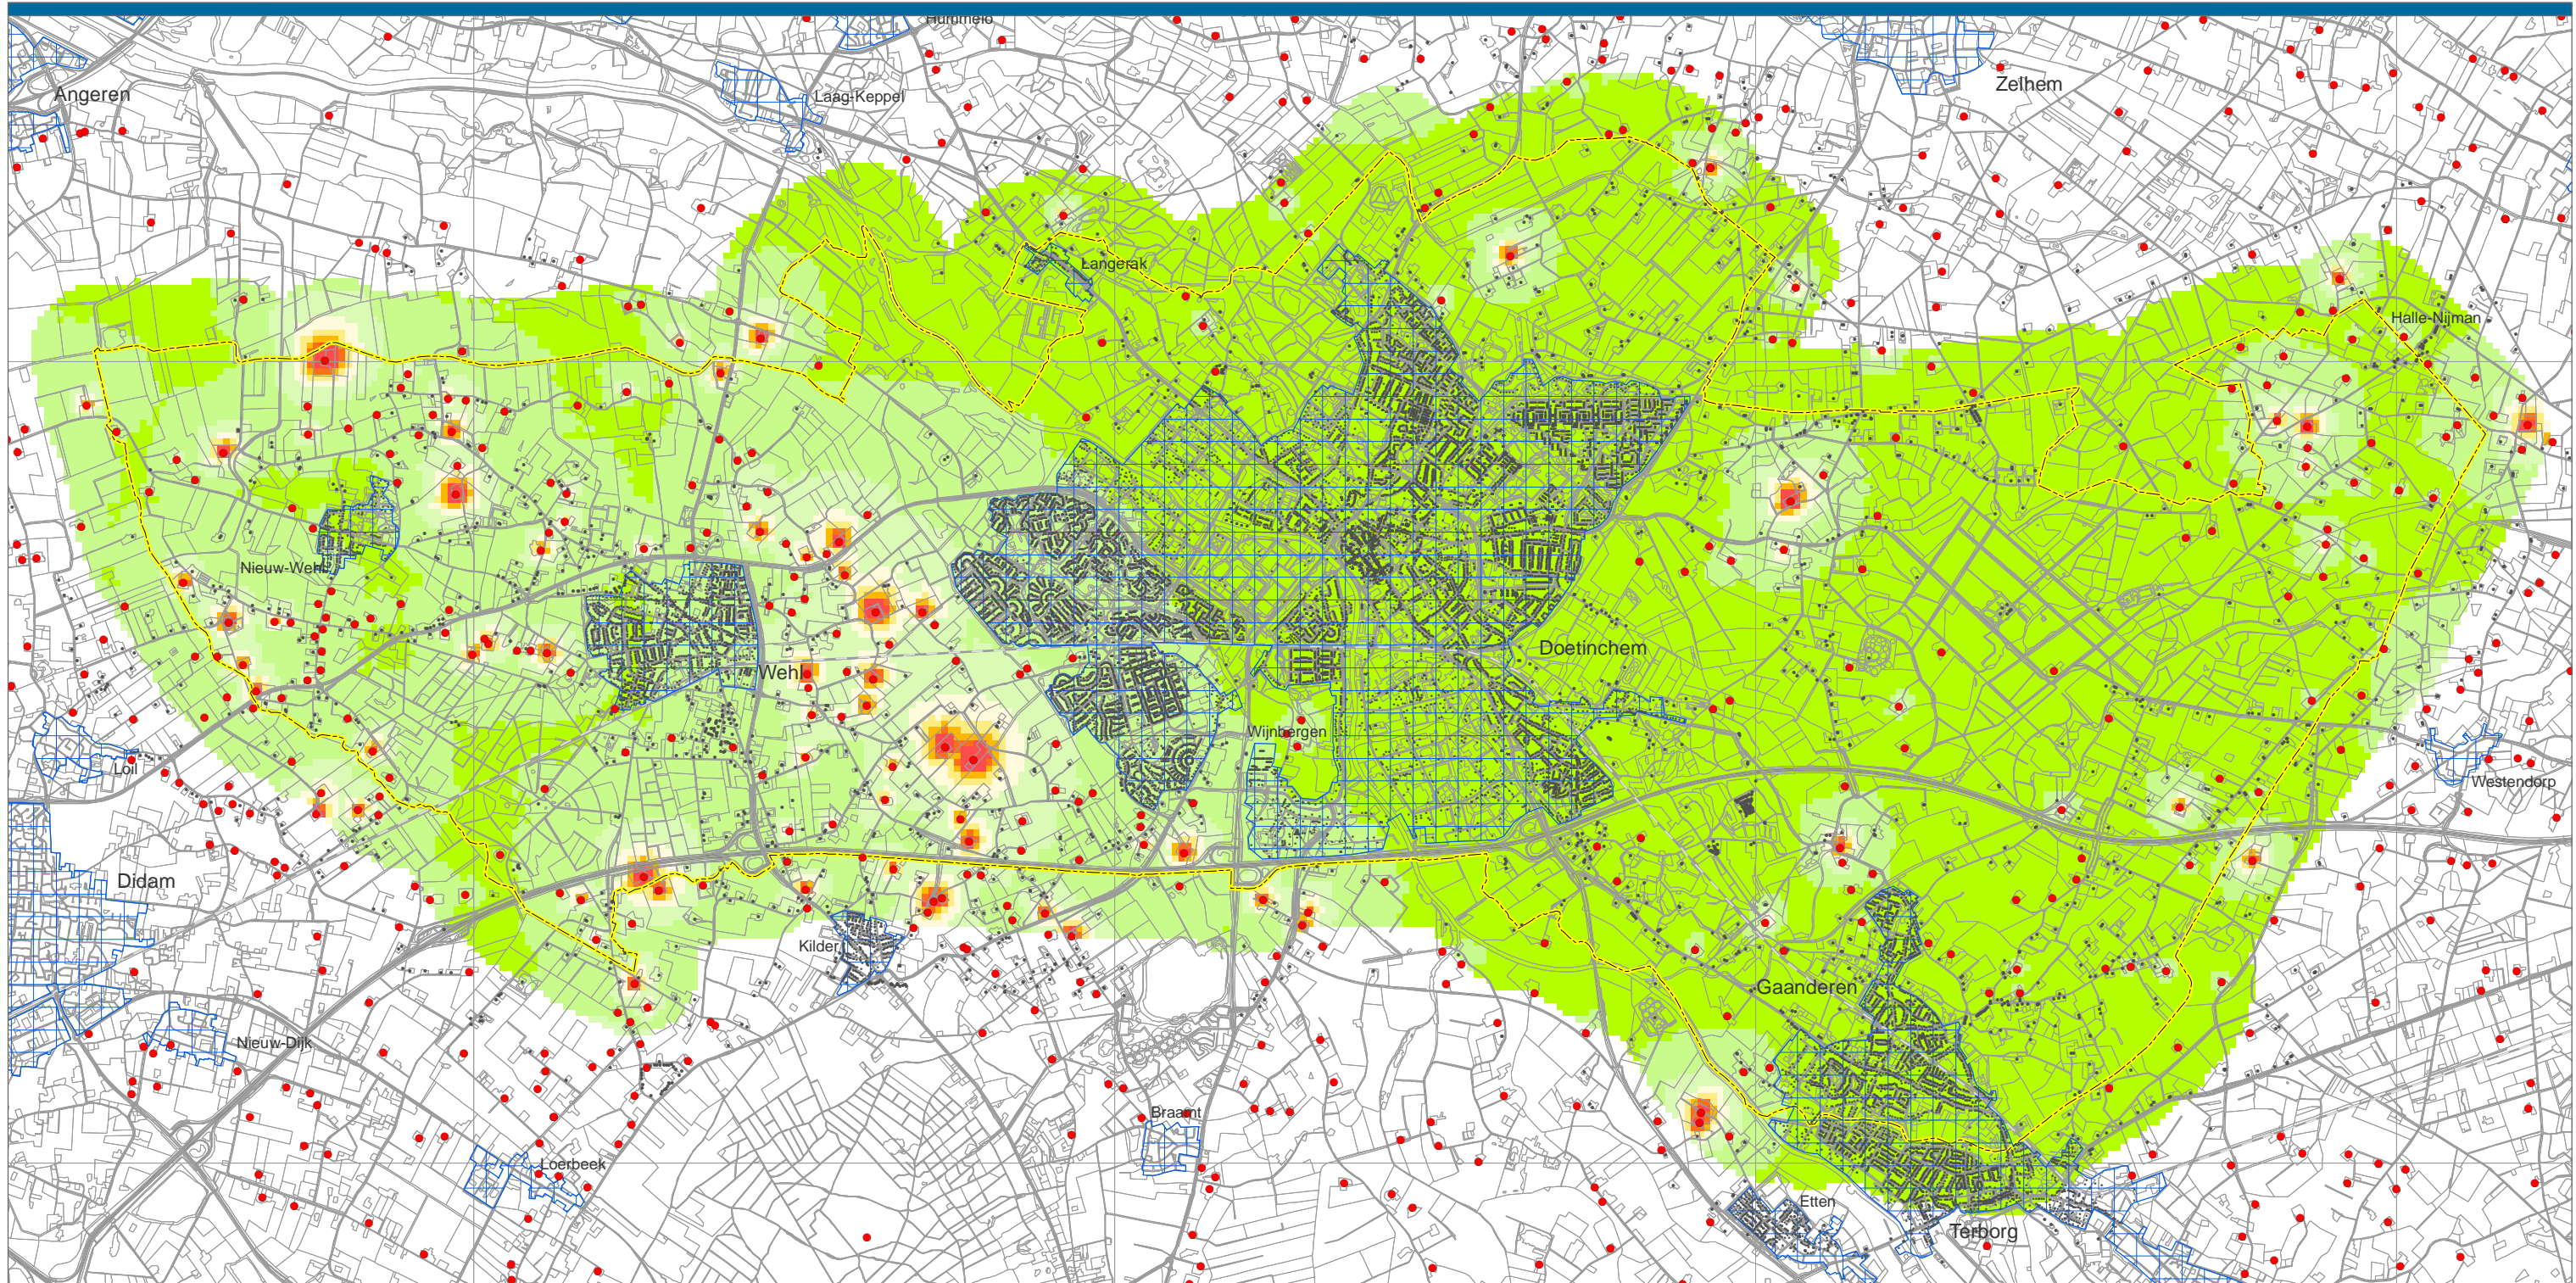 Hummelo
Angeren
Laag-Keppel
Zelhem
Langerak
Halle-Nijman
Nieuw-Wehl
Doetinchem
Wehl
Wijnbergen
Loil
Westendorp
Didam
Kilder
Gaanderen
Nieuw-Dijk
Braamt
Loerbeek
Etten
Terborg